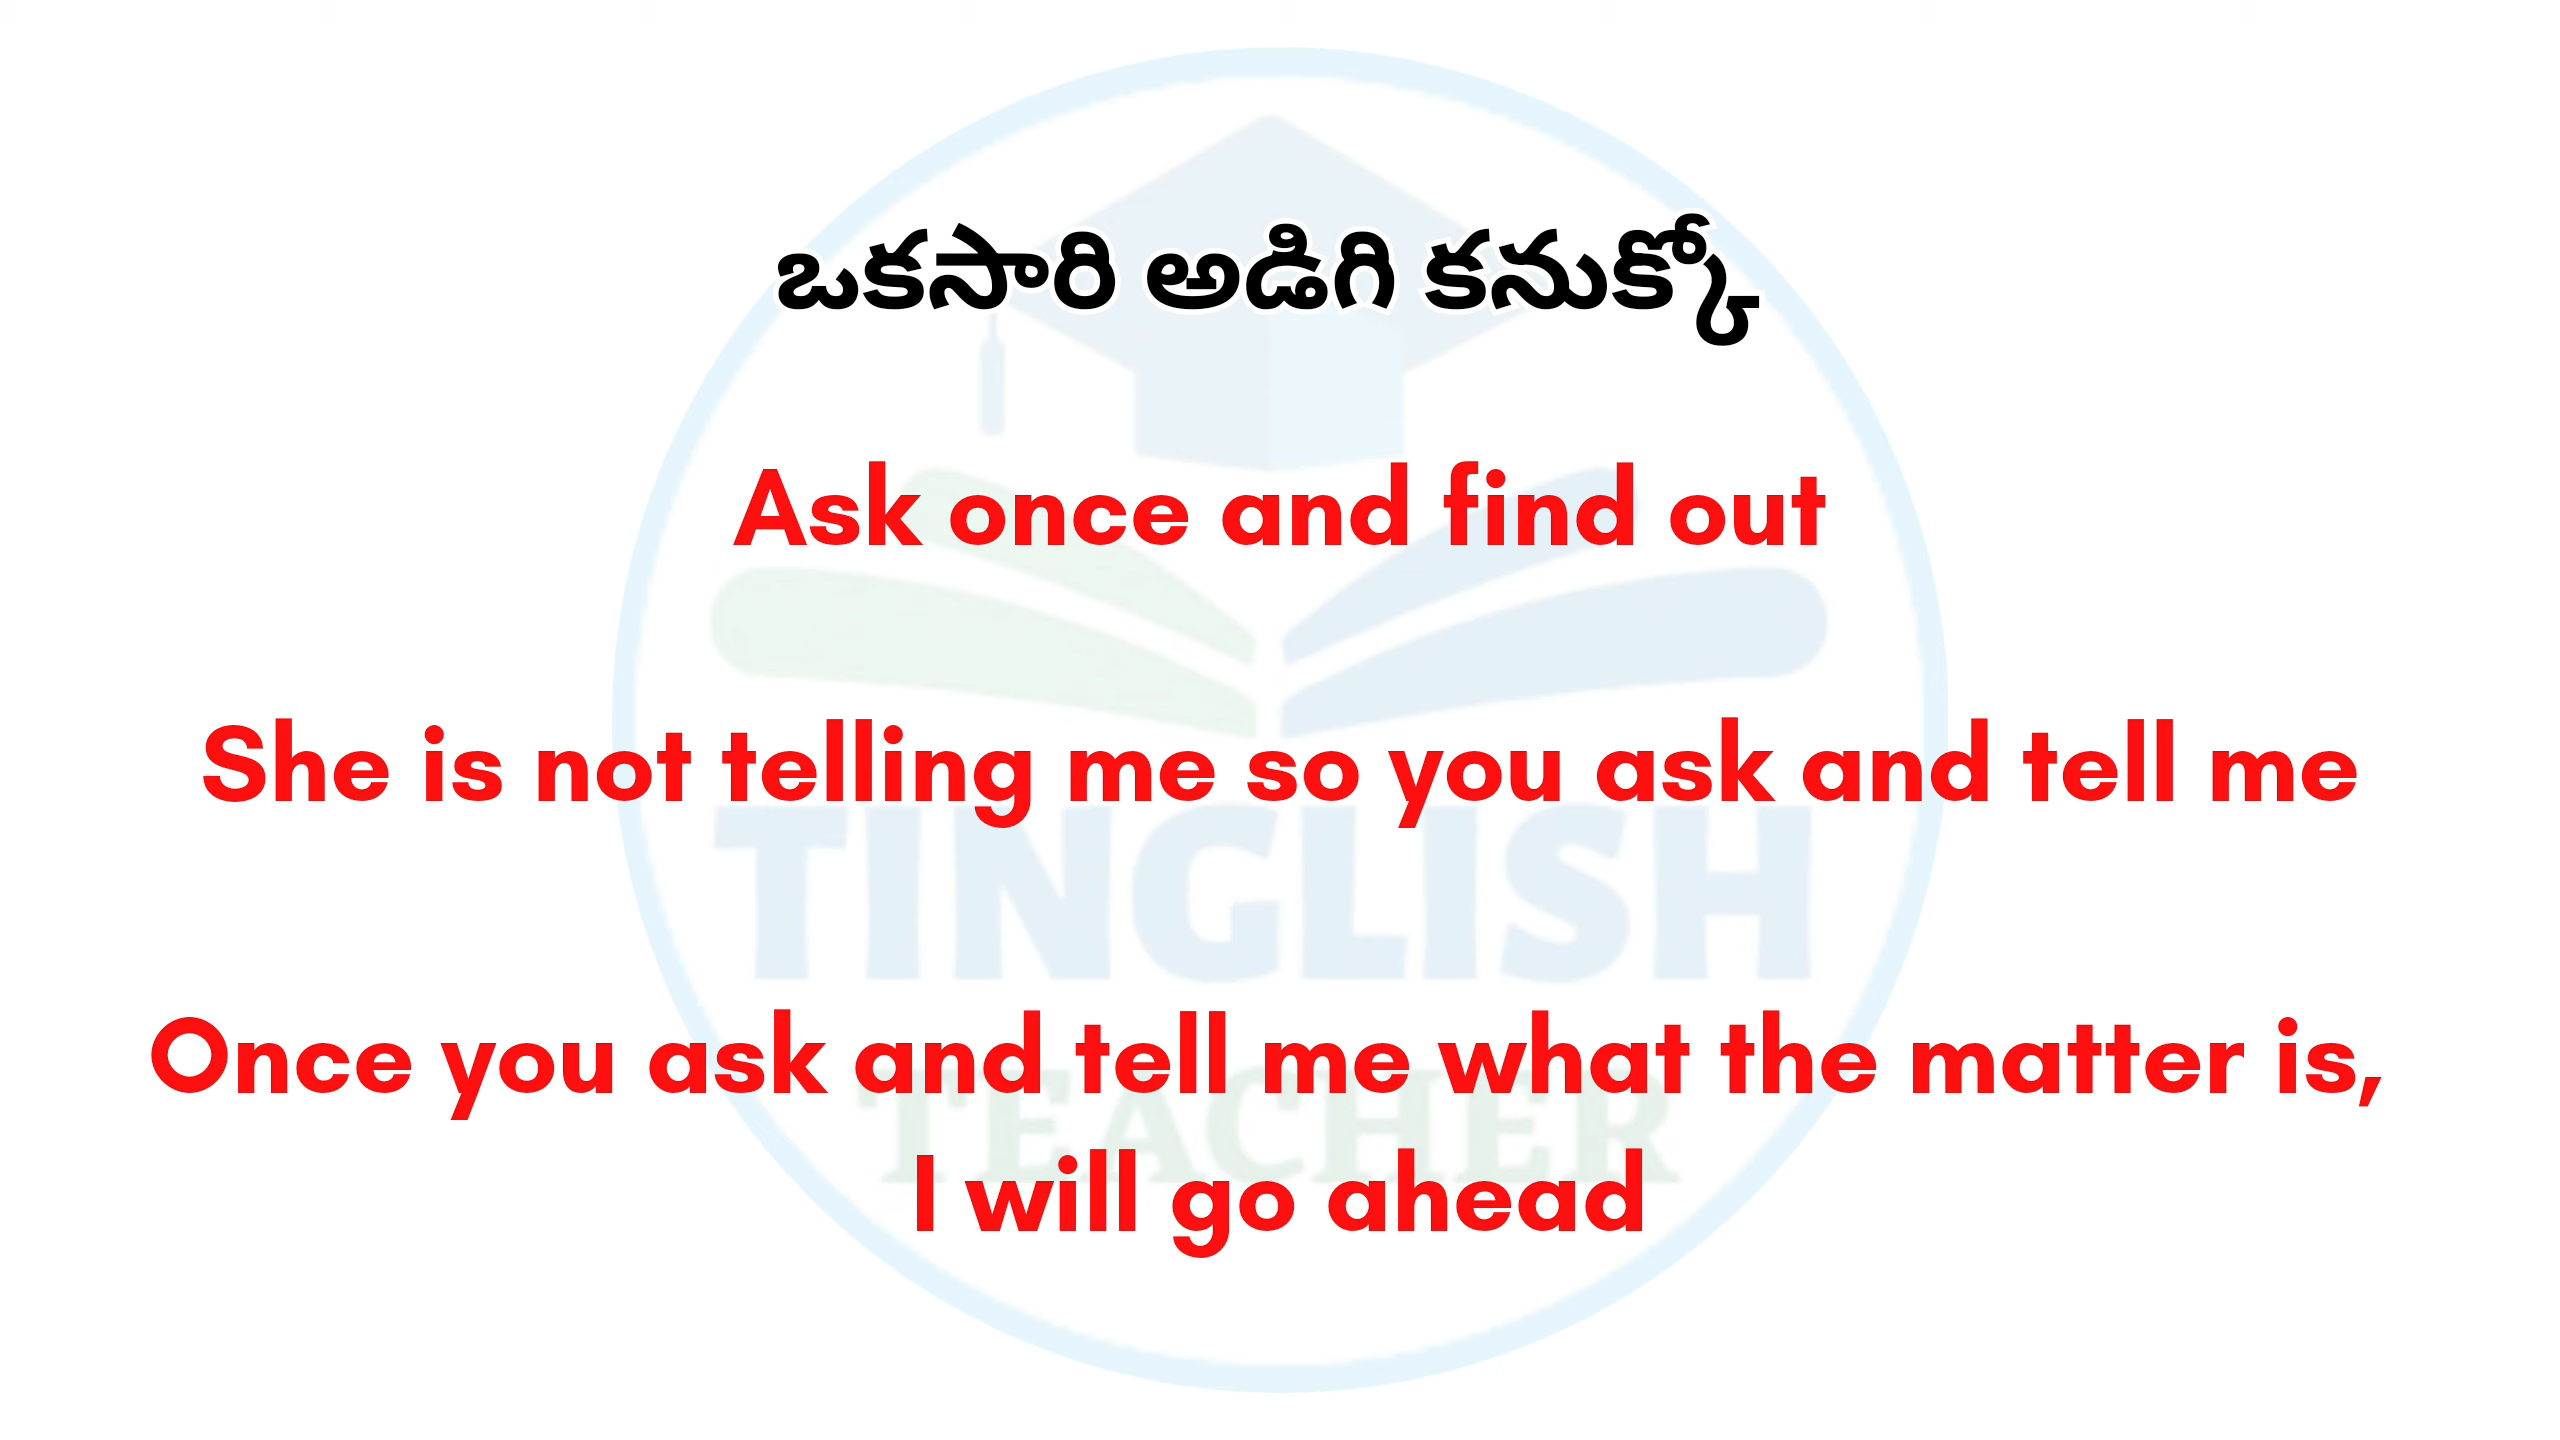 ఒకసారి అడిగి కనుక్కో
Ask once and find out
She is not telling me so you ask and tell me
TINGLISH
Once you ask and tell me what the matter is,
TEACHER
I will go ahead